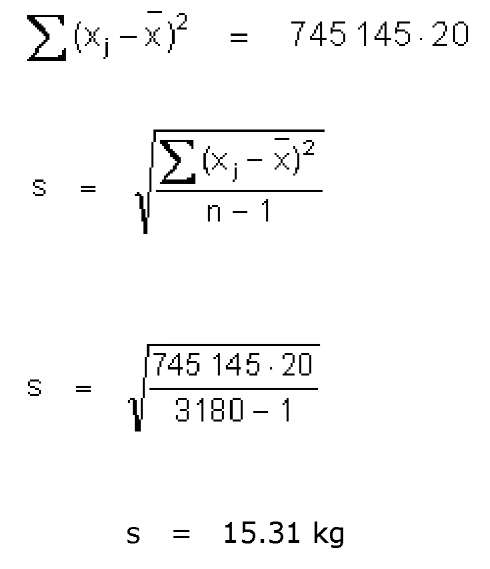 ∑(xⱼ – x̄)² = 745 145·20
s = √(∑(xⱼ – x̄)² / (n – 1))
s = √(745 145·20 / (3180 – 1))
s = 15.31 kg